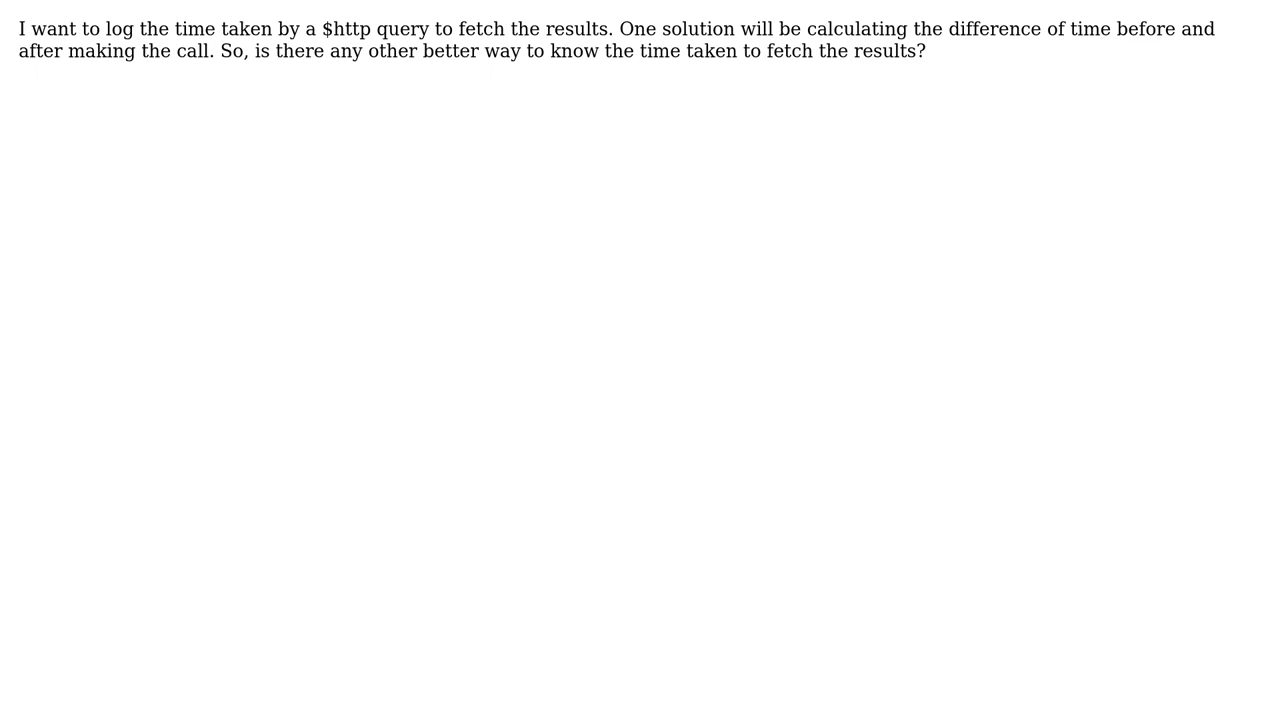 I want to log the time taken by a $http query to fetch the results. One solution will be calculating the difference of time before and
after making the call. So, is there any other better way to know the time taken to fetch the results?